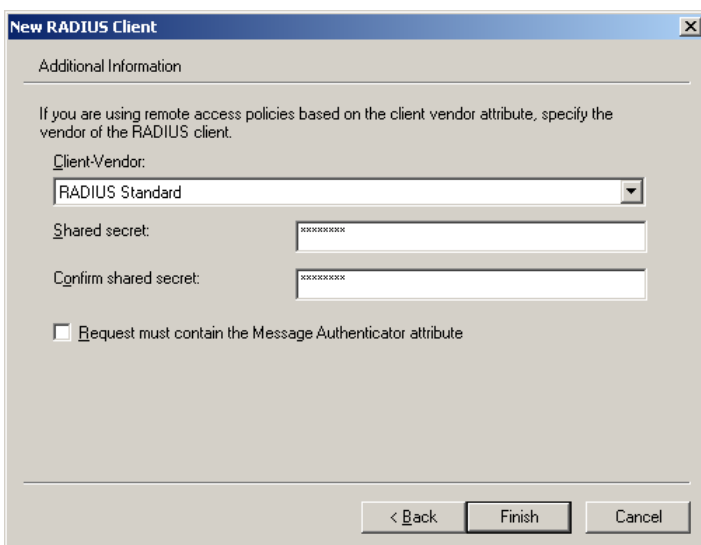 New RADIUS Client
Additional Information
If you are using remote access policies based on the client vendor attribute, specify the
vendor of the RADIUS client.
Client-Vendor:
RADIUS Standard
Shared secret:
********
Confirm shared secret:
********
Request must contain the Message Authenticator attribute
< Back
Finish
Cancel